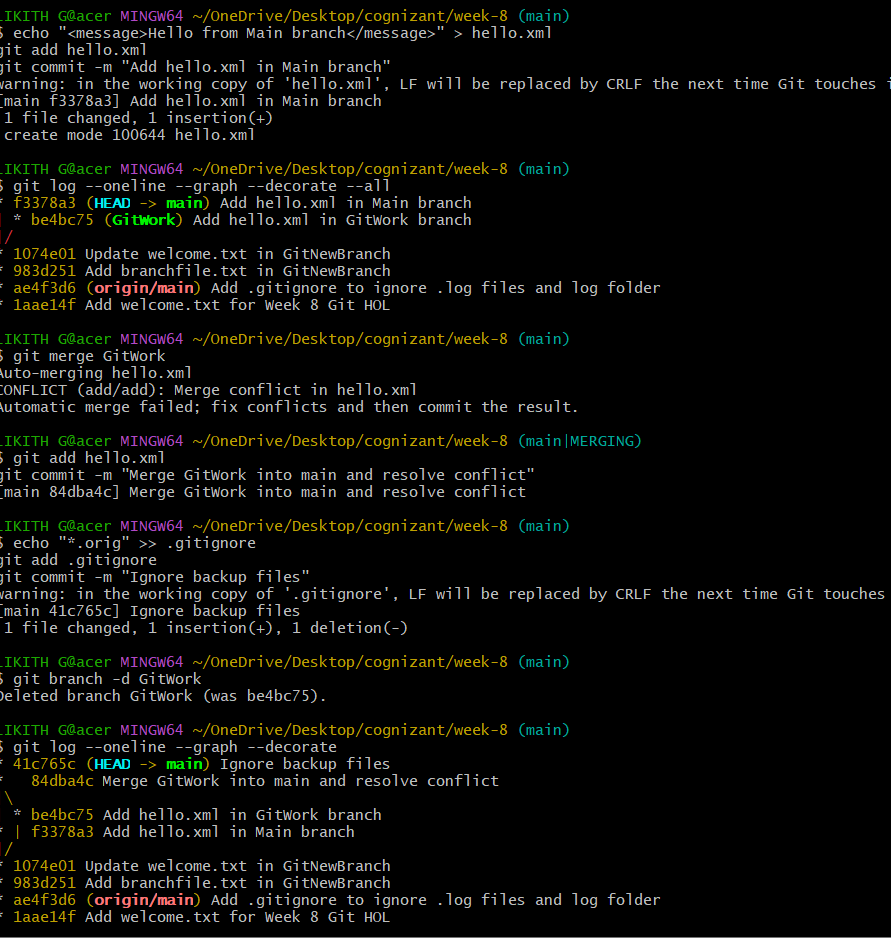 LIKITH G@acer MINGW64 ~/OneDrive/Desktop/cognizant/week-8 (main)
$ echo "<message>Hello from Main branch</message>" > hello.xml
git add hello.xml
git commit -m "Add hello.xml in Main branch"
warning: in the working copy of 'hello.xml', LF will be replaced by CRLF the next time Git touches i
[main f3378a3] Add hello.xml in Main branch
 1 file changed, 1 insertion(+)
 create mode 100644 hello.xml

LIKITH G@acer MINGW64 ~/OneDrive/Desktop/cognizant/week-8 (main)
$ git log --oneline --graph --decorate --all
* f3378a3 (HEAD -> main) Add hello.xml in Main branch
| * be4bc75 (GitWork) Add hello.xml in GitWork branch
|/
* 1074e01 Update welcome.txt in GitNewBranch
* 983d251 Add branchfile.txt in GitNewBranch
* ae4f3d6 (origin/main) Add .gitignore to ignore .log files and log folder
* 1aae14f Add welcome.txt for Week 8 Git HOL

LIKITH G@acer MINGW64 ~/OneDrive/Desktop/cognizant/week-8 (main)
$ git merge GitWork
Auto-merging hello.xml
CONFLICT (add/add): Merge conflict in hello.xml
Automatic merge failed; fix conflicts and then commit the result.

LIKITH G@acer MINGW64 ~/OneDrive/Desktop/cognizant/week-8 (main|MERGING)
$ git add hello.xml
git commit -m "Merge GitWork into main and resolve conflict"
[main 84dba4c] Merge GitWork into main and resolve conflict

LIKITH G@acer MINGW64 ~/OneDrive/Desktop/cognizant/week-8 (main)
$ echo "*.orig" >> .gitignore
git add .gitignore
git commit -m "Ignore backup files"
warning: in the working copy of '.gitignore', LF will be replaced by CRLF the next time Git touches
[main 41c765c] Ignore backup files
 1 file changed, 1 insertion(+), 1 deletion(-)

LIKITH G@acer MINGW64 ~/OneDrive/Desktop/cognizant/week-8 (main)
$ git branch -d GitWork
Deleted branch GitWork (was be4bc75).

LIKITH G@acer MINGW64 ~/OneDrive/Desktop/cognizant/week-8 (main)
$ git log --oneline --graph --decorate
* 41c765c (HEAD -> main) Ignore backup files
*   84dba4c Merge GitWork into main and resolve conflict
|\
| * be4bc75 Add hello.xml in GitWork branch
* | f3378a3 Add hello.xml in Main branch
|/
* 1074e01 Update welcome.txt in GitNewBranch
* 983d251 Add branchfile.txt in GitNewBranch
* ae4f3d6 (origin/main) Add .gitignore to ignore .log files and log folder
* 1aae14f Add welcome.txt for Week 8 Git HOL